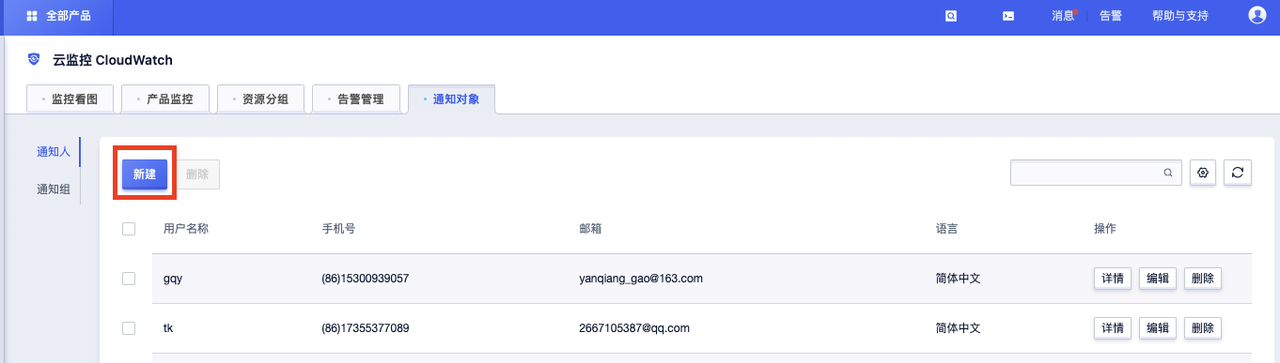 全部产品 消息 告警 帮助与支持
云监控 CloudWatch
监控看图 产品监控 资源分组 告警管理 通知对象
通知人
通知组
新建 删除
用户名称 手机号 邮箱 语言 操作
gqy (86)15300939057 yanqiang_gao@163.com 简体中文 详情 编辑 删除
tk (86)17355377089 2667105387@qq.com 简体中文 详情 编辑 删除